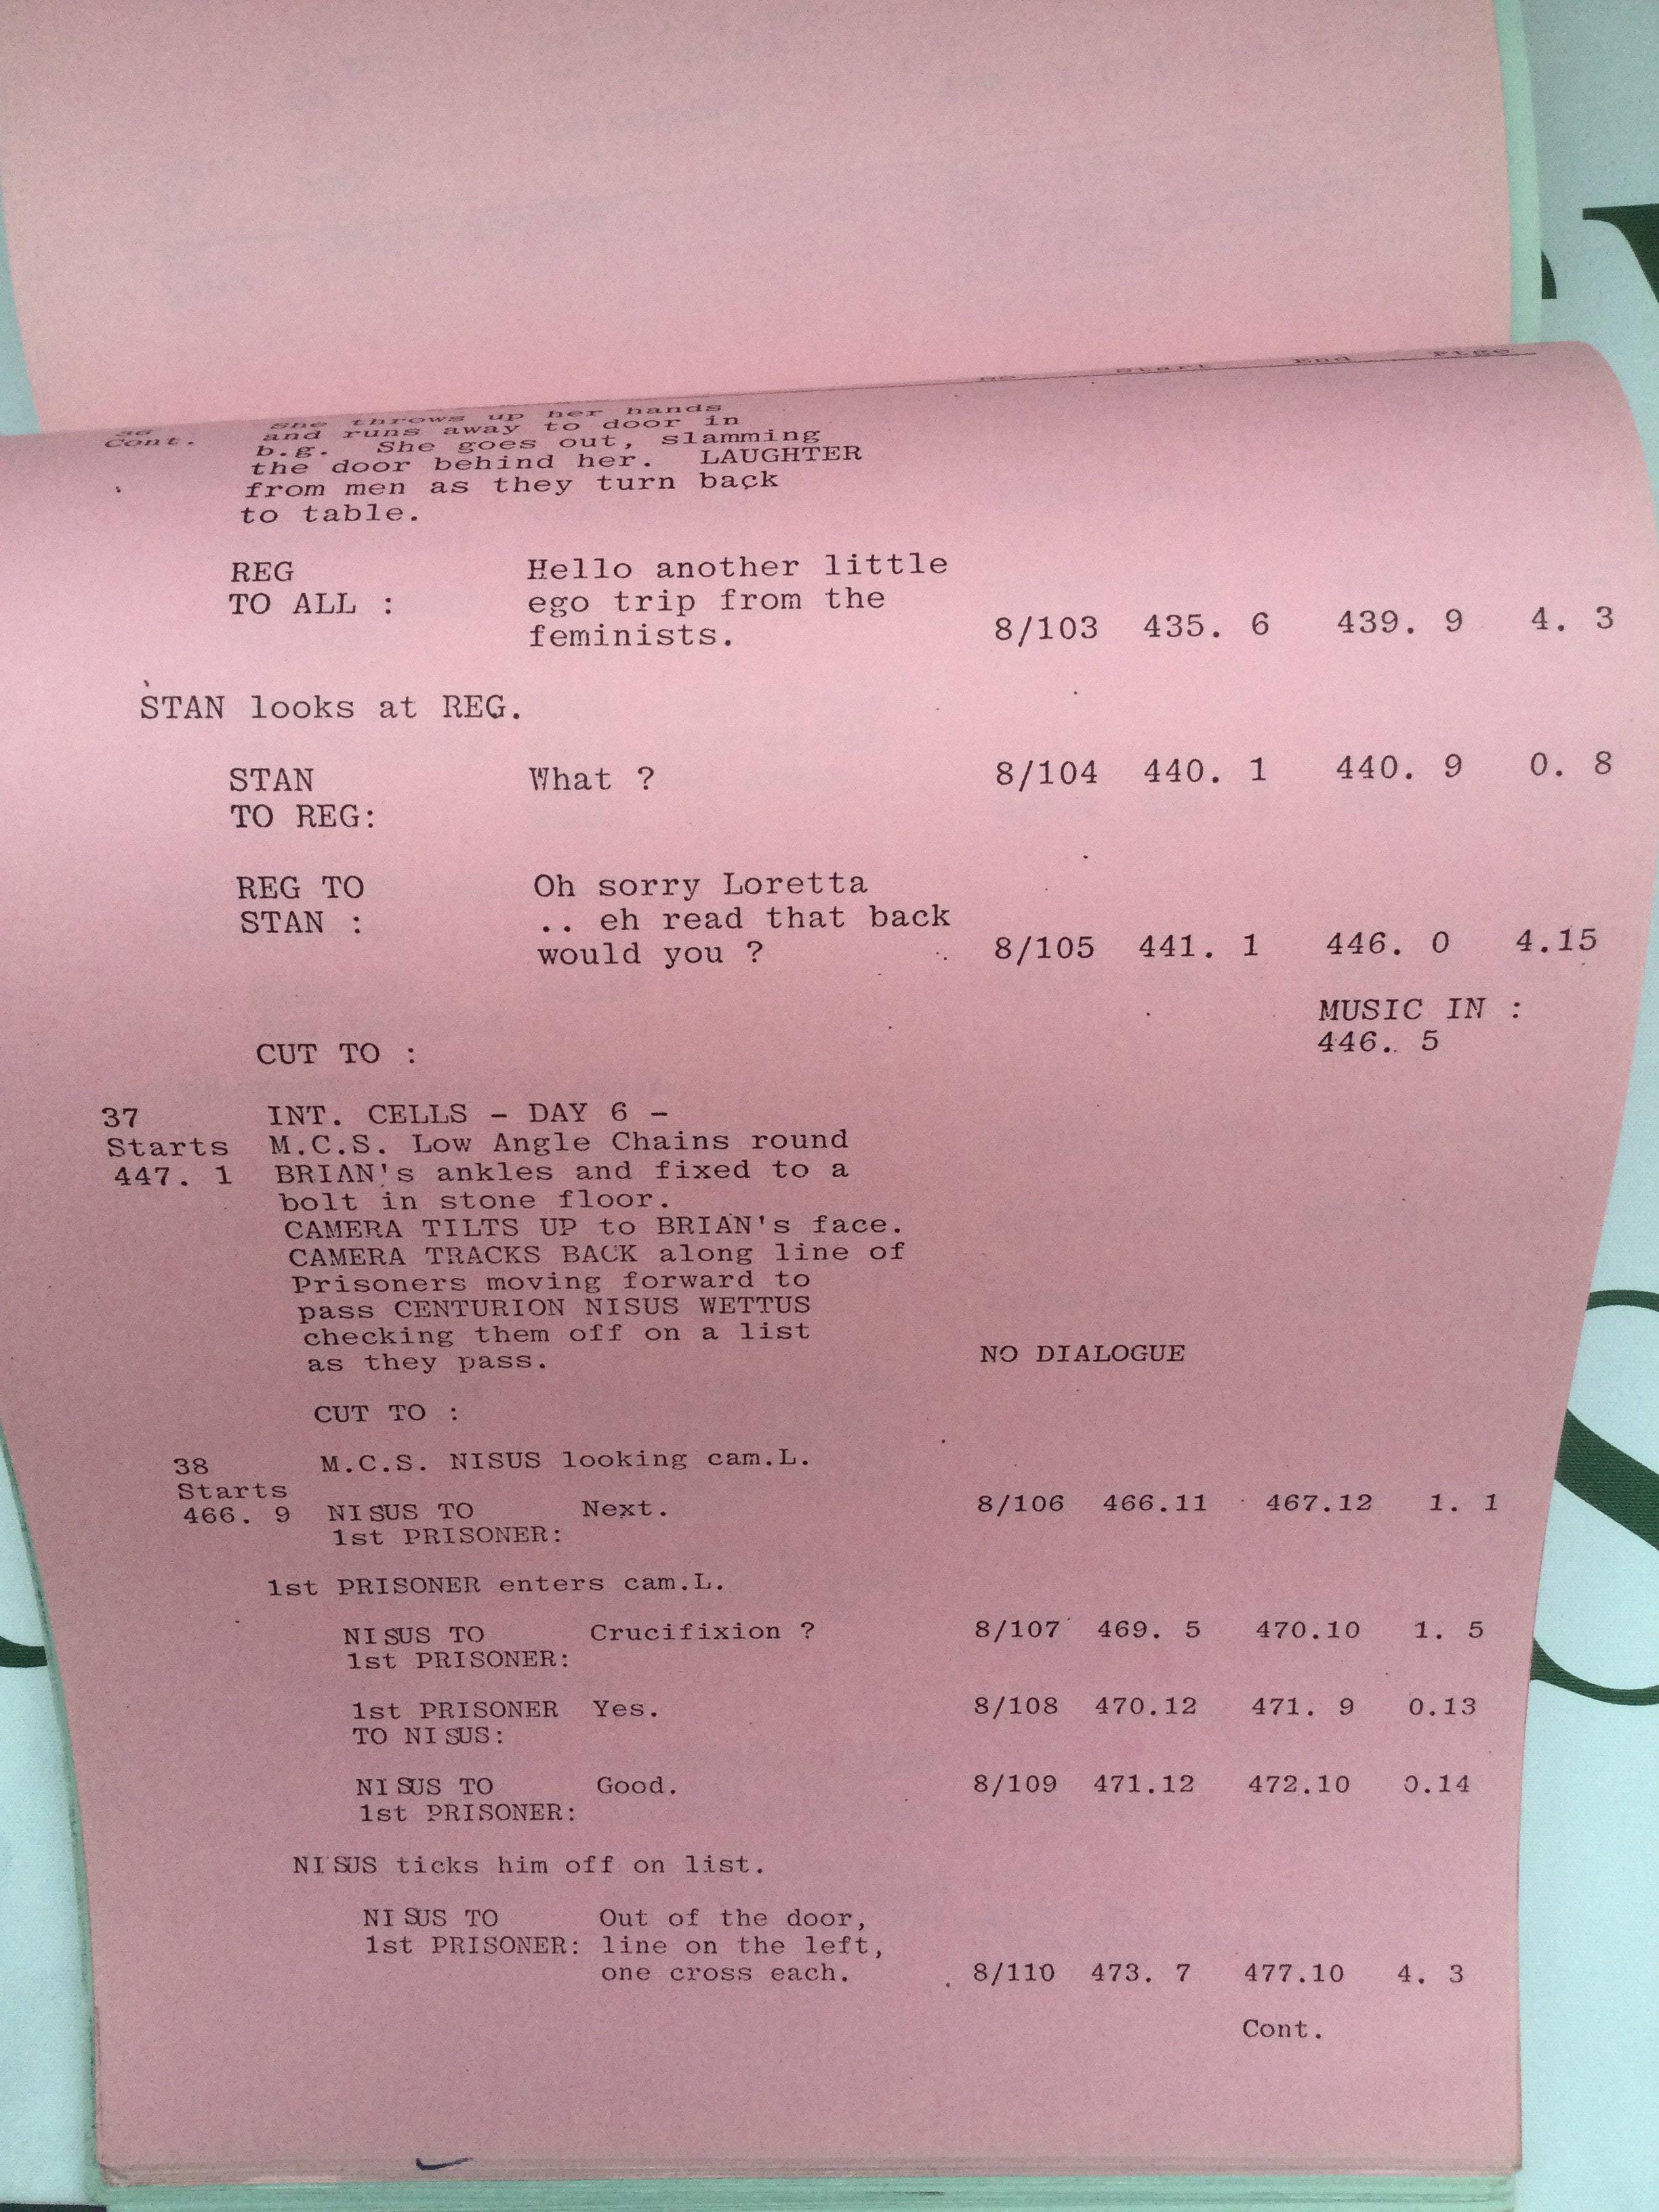 No Start End Ftge
36
Cont. She throws up her hands
and runs away to door in
b.g. She goes out, slamming
the door behind her. LAUGHTER
from men as they turn back
to table.
REG Hello another little
TO ALL : ego trip from the
feminists. 8/103 435. 6 439. 9 4. 3
STAN looks at REG.
STAN What ? 8/104 440. 1 440. 9 0. 8
TO REG:
REG TO Oh sorry Loretta
STAN : .. eh read that back
would you ? 8/105 441. 1 446. 0 4.15
MUSIC IN :
446. 5
CUT TO :
37 INT. CELLS - DAY 6 -
Starts M.C.S. Low Angle Chains round
447. 1 BRIAN's ankles and fixed to a
bolt in stone floor.
CAMERA TILTS UP to BRIAN's face.
CAMERA TRACKS BACK along line of
Prisoners moving forward to
pass CENTURION NISUS WETTUS
checking them off on a list
as they pass. NO DIALOGUE
CUT TO :
38 M.C.S. NISUS looking cam.L.
Starts
466. 9 NISUS TO Next. 8/106 466.11 467.12 1. 1
1st PRISONER:
1st PRISONER enters cam.L.
NISUS TO Crucifixion ? 8/107 469. 5 470.10 1. 5
1st PRISONER:
1st PRISONER Yes. 8/108 470.12 471. 9 0.13
TO NISUS:
NISUS TO Good. 8/109 471.12 472.10 0.14
1st PRISONER:
NISUS ticks him off on list.
NISUS TO Out of the door,
1st PRISONER: line on the left,
one cross each. 8/110 473. 7 477.10 4. 3
Cont.